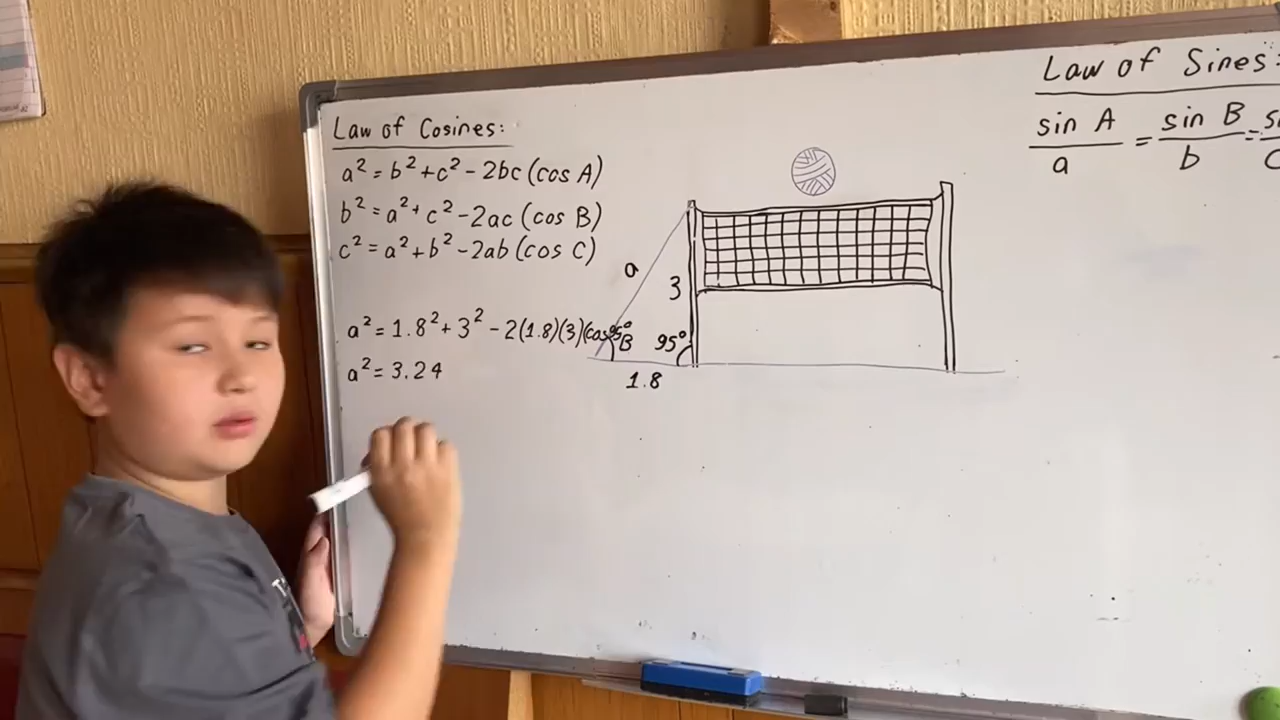 Law of Cosines:
a² = b² + c² - 2bc (cos A)
b² = a² + c² - 2ac (cos B)
c² = a² + b² - 2ab (cos C)
a² = 1.8² + 3² - 2(1.8)(3)(cos95°
a² = 3.24
a
3
B
95°
1.8
Law of Sines:
sin A = sin B =
a b